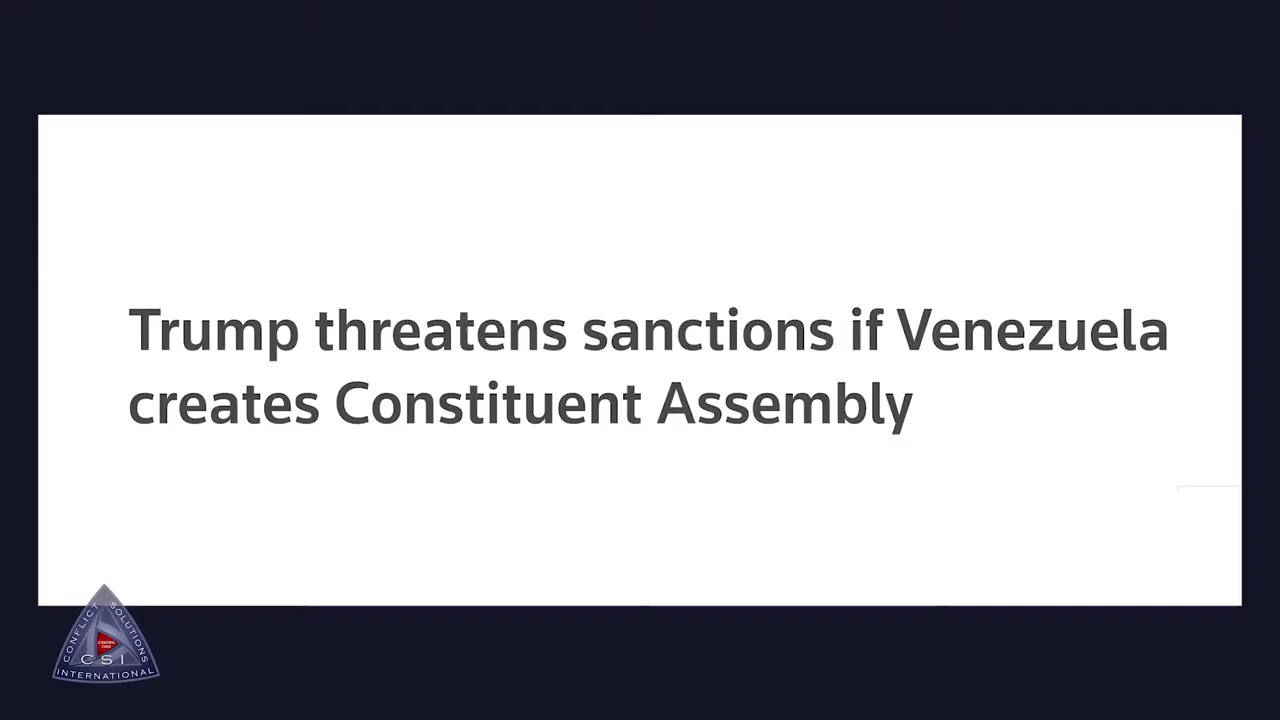 Trump threatens sanctions if Venezuela
creates Constituent Assembly
CONFLICT SOLUTIONS
CSI
INTERNATIONAL